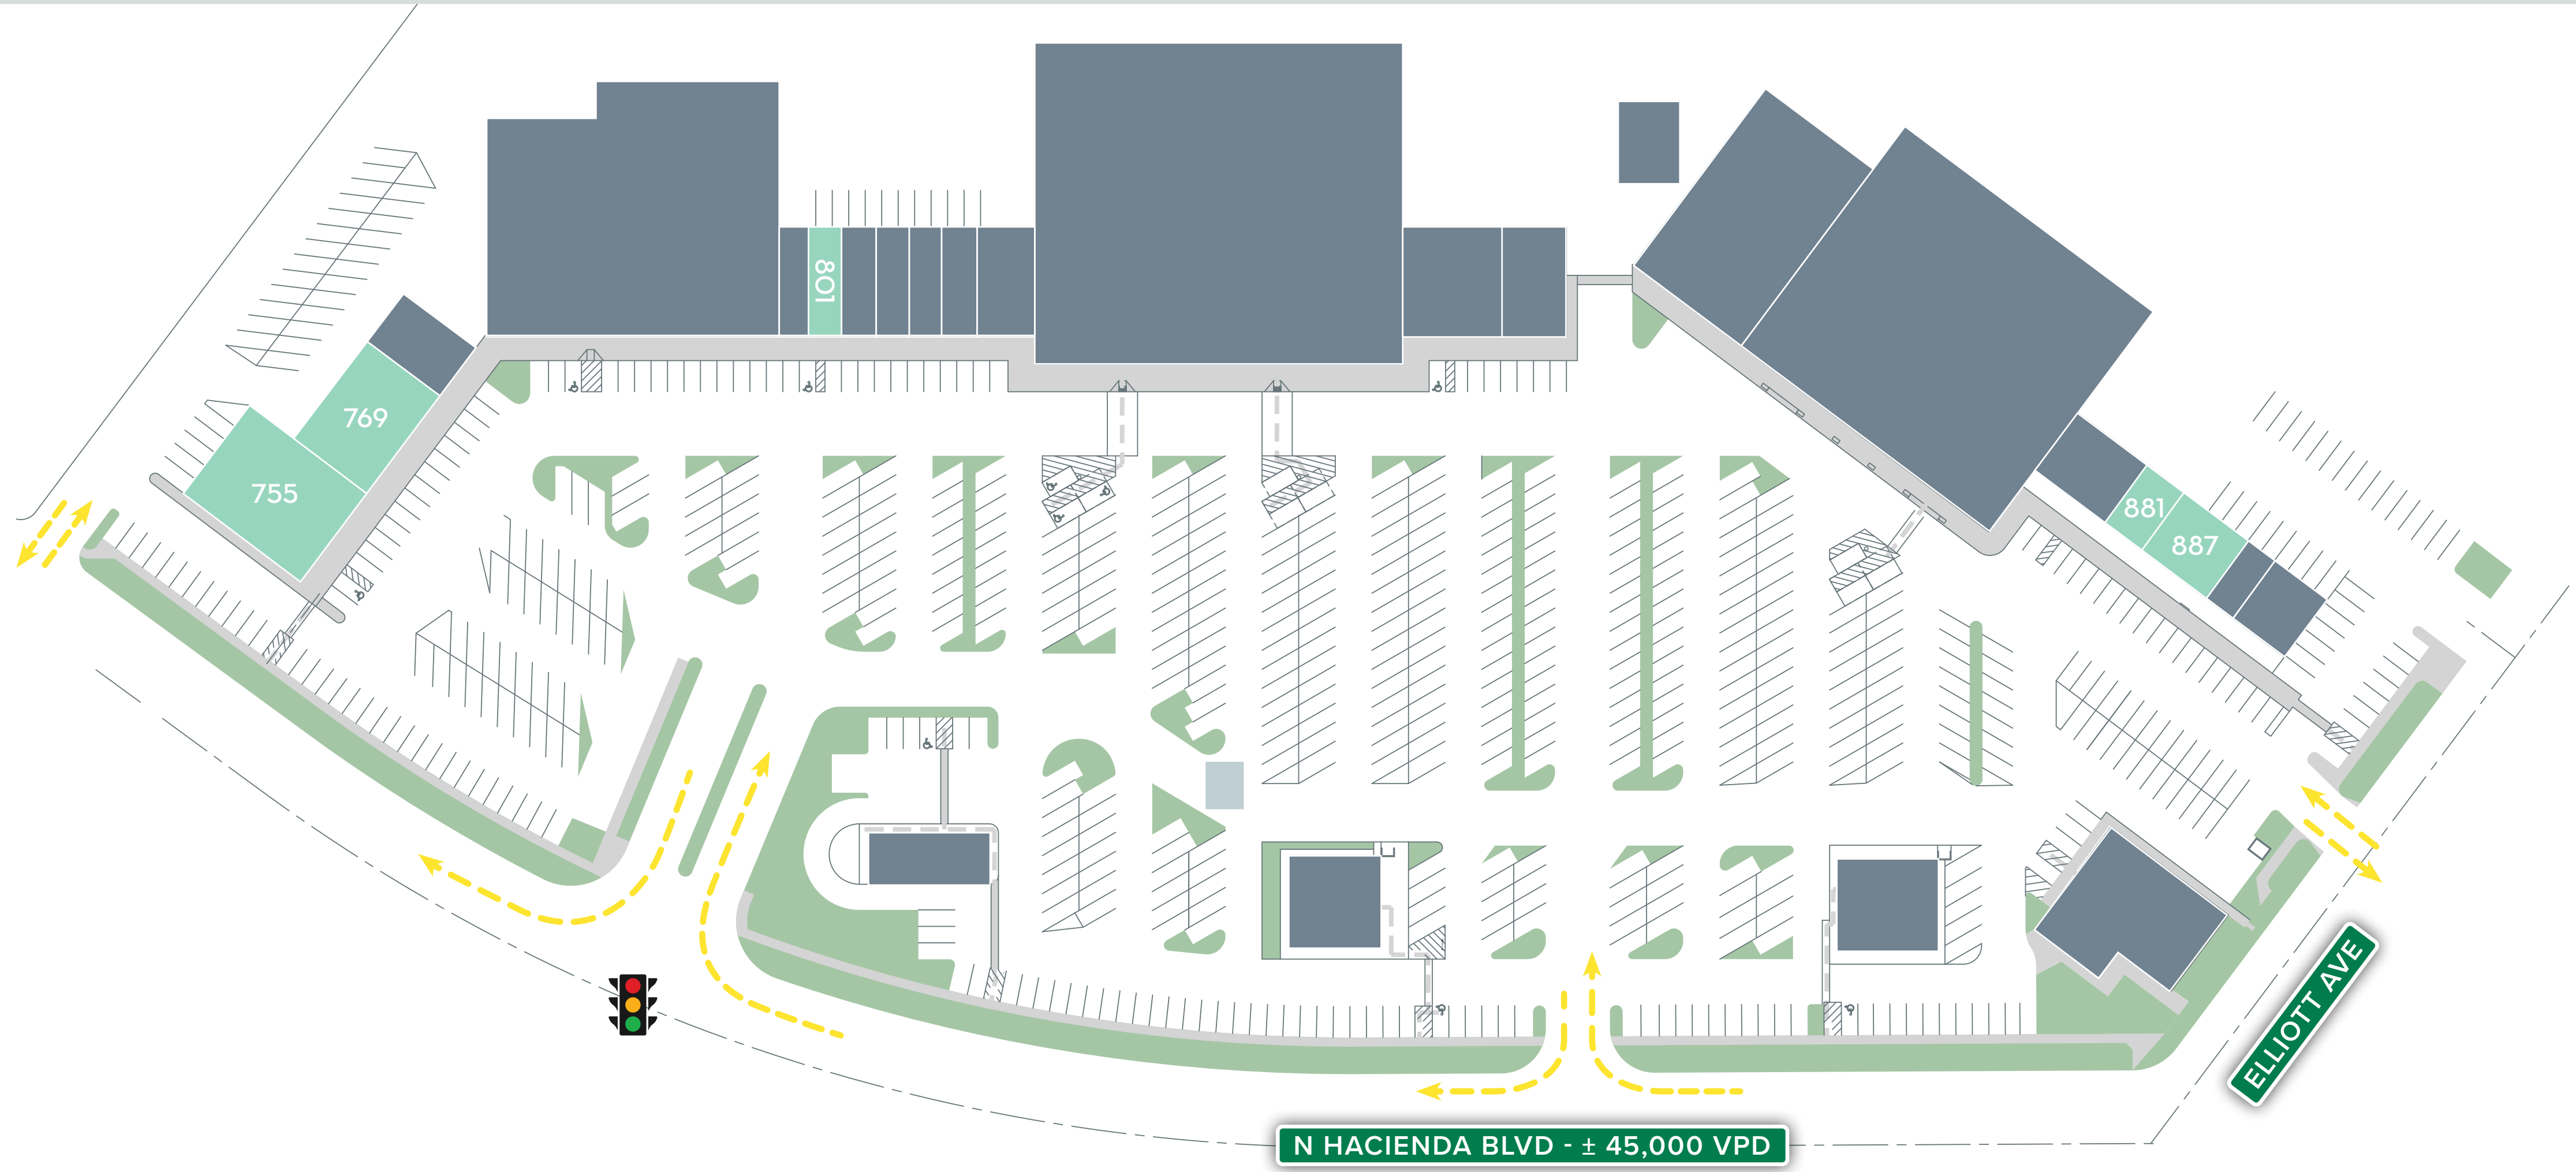 801
769
755
881
887
ELLIOTT AVE
N HACIENDA BLVD - ± 45,000 VPD